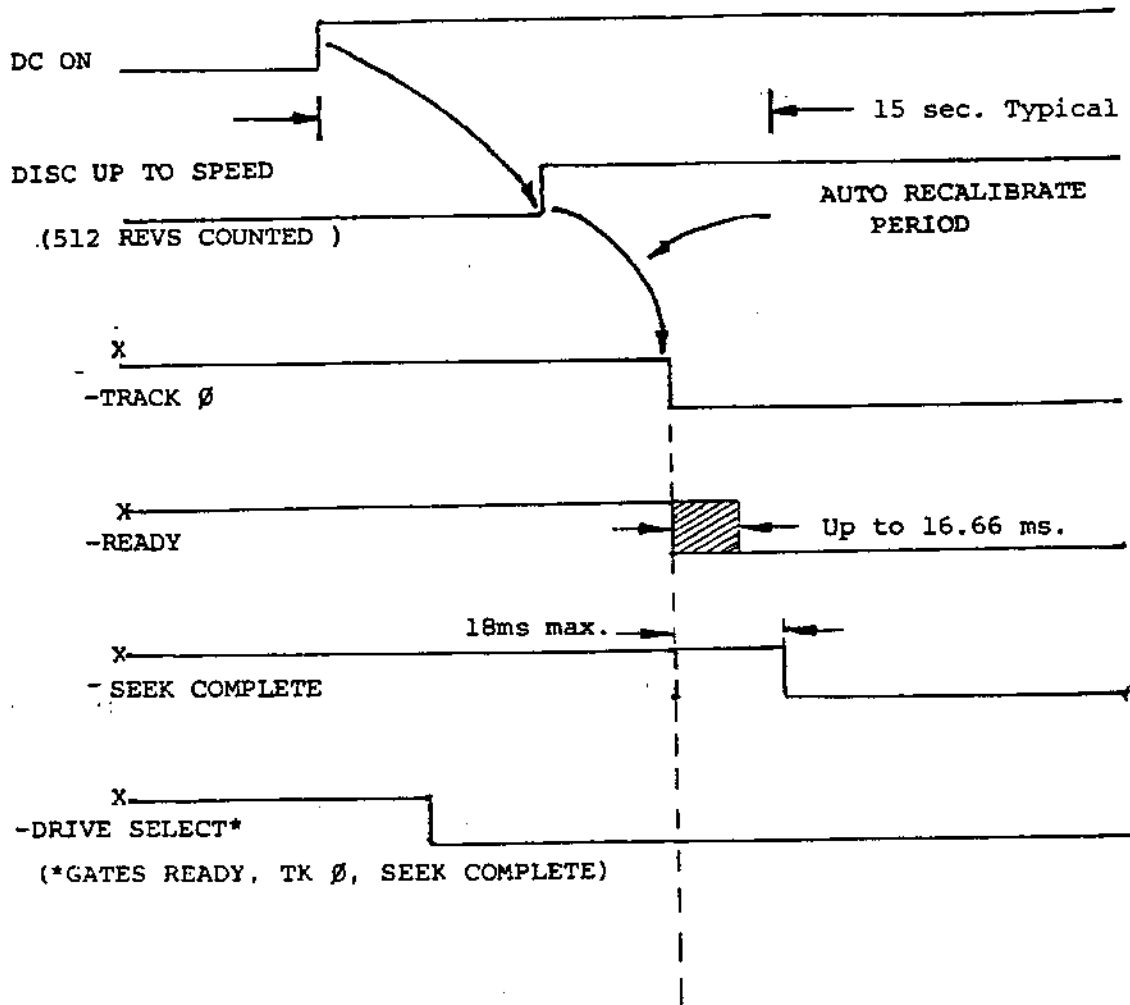 DC ON
15 sec. Typical
DISC UP TO SPEED
(512 REVS COUNTED )
AUTO RECALIBRATE
PERIOD
X
-TRACK Ø
X
-READY
Up to 16.66 ms.
18ms max.
X
- SEEK COMPLETE
X
-DRIVE SELECT*
(*GATES READY, TK Ø, SEEK COMPLETE)